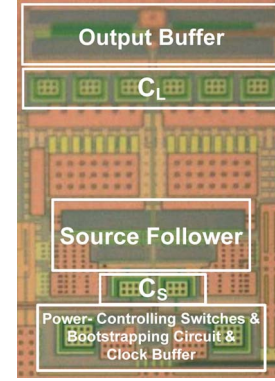 Output Buffer
CL
Source Follower
CS
Power- Controlling Switches &
Bootstrapping Circuit &
Clock Buffer